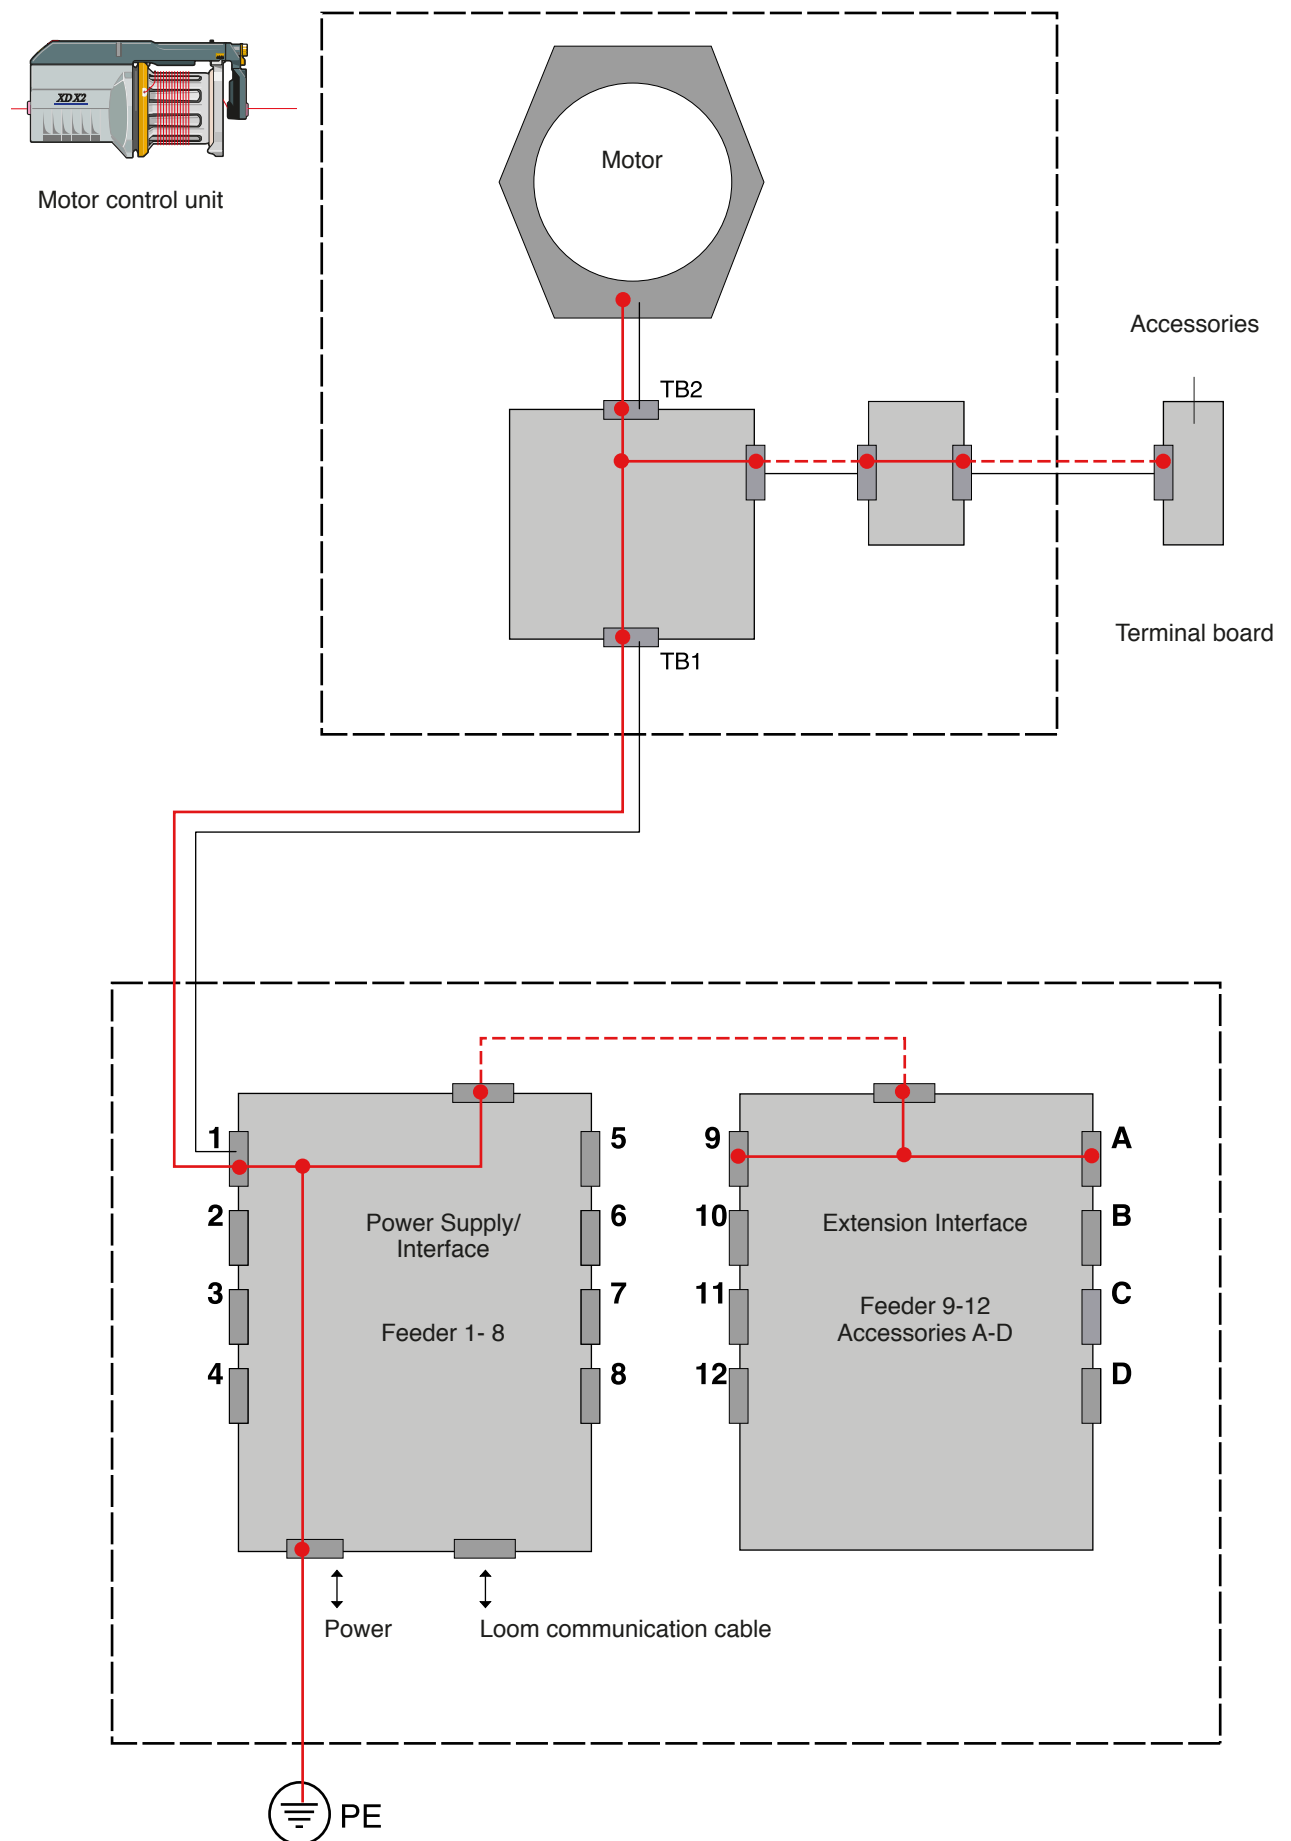 XD X2
Motor control unit
Motor
Accessories
TB2
Terminal board
TB1
1
2
3
4
5
6
7
8
Power Supply/
Interface
Feeder 1- 8
9
10
11
12
A
B
C
D
Extension Interface
Feeder 9-12
Accessories A-D
Power
Loom communication cable
PE